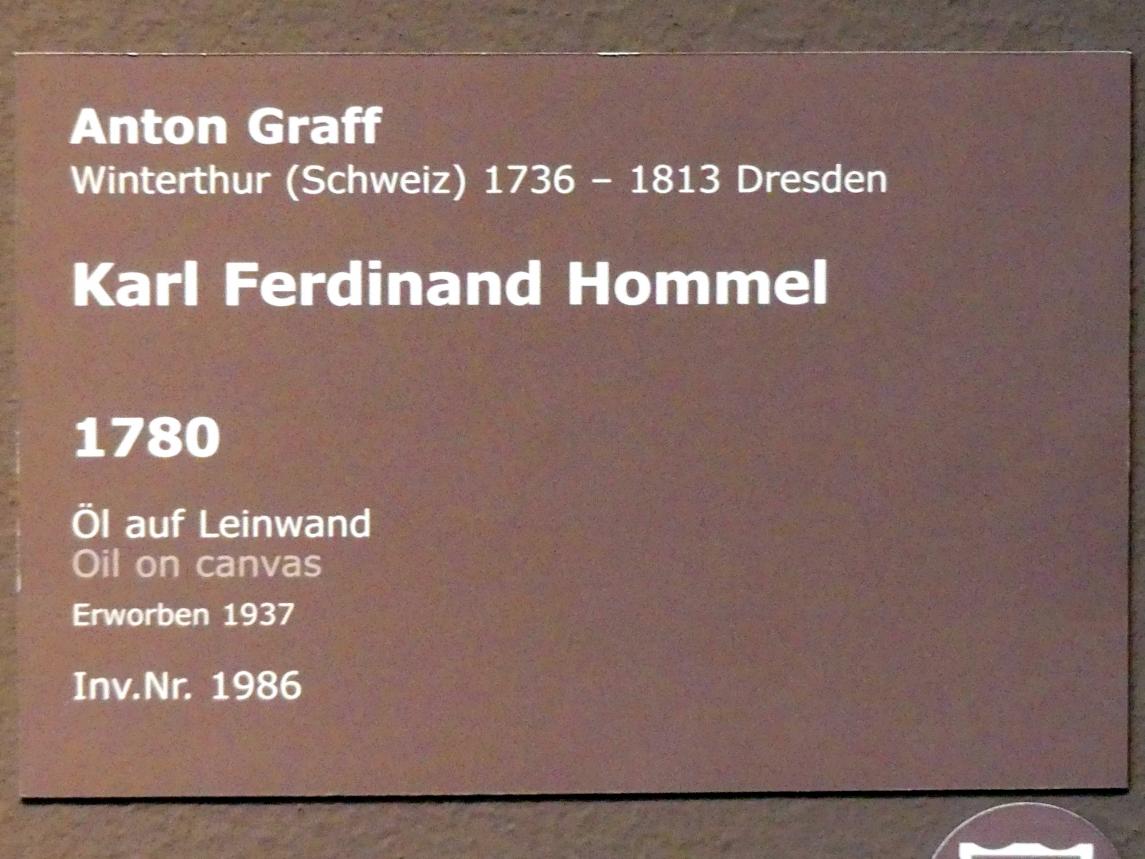 Anton Graff
Winterthur (Schweiz) 1736 – 1813 Dresden
Karl Ferdinand Hommel
1780
Öl auf Leinwand
Oil on canvas
Erworben 1937
Inv.Nr. 1986